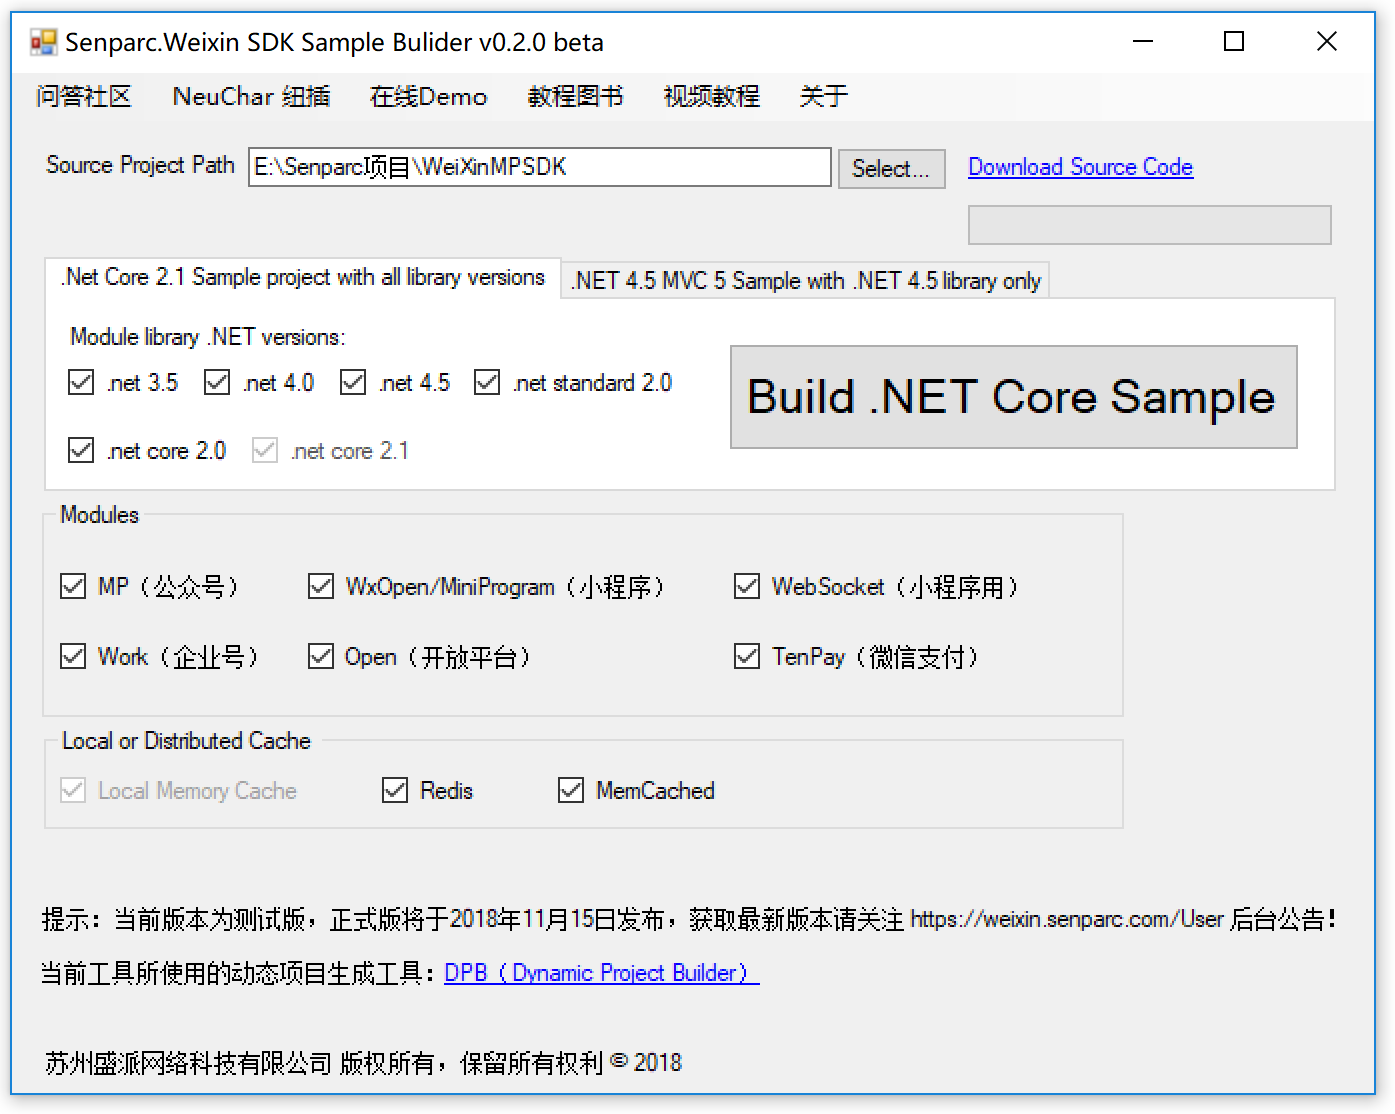 Senparc.Weixin SDK Sample Bulider v0.2.0 beta
问答社区 NeuChar 纽插 在线Demo 教程图书 视频教程 关于
Source Project Path E:\Senparc项目\WeiXinMPSDK Select... Download Source Code
.Net Core 2.1 Sample project with all library versions .NET 4.5 MVC 5 Sample with .NET 4.5 library only
Module library .NET versions:
.net 3.5 .net 4.0 .net 4.5 .net standard 2.0
Build .NET Core Sample
.net core 2.0 .net core 2.1
Modules
MP（公众号） WxOpen/MiniProgram（小程序） WebSocket（小程序用）
Work（企业号） Open（开放平台） TenPay（微信支付）
Local or Distributed Cache
Local Memory Cache Redis MemCached
提示：当前版本为测试版，正式版将于2018年11月15日发布，获取最新版本请关注 https://weixin.senparc.com/User 后台公告！
当前工具所使用的动态项目生成工具：DPB（Dynamic Project Builder）
苏州盛派网络科技有限公司 版权所有，保留所有权利 © 2018